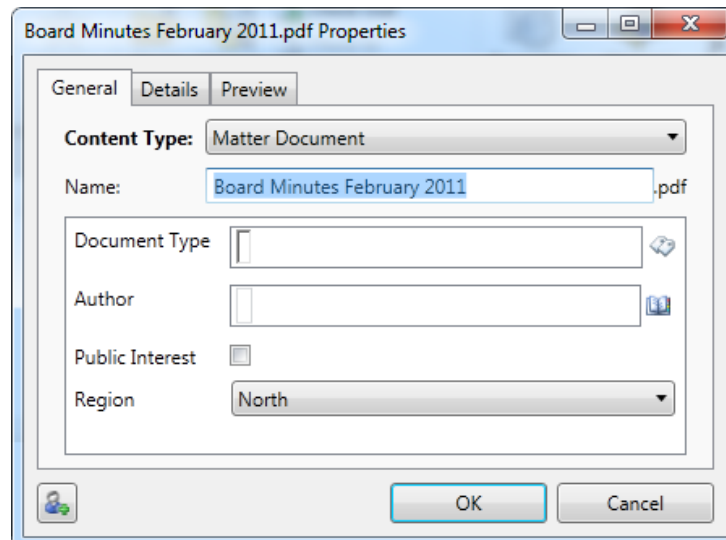 Board Minutes February 2011.pdf Properties
General Details Preview
Content Type: Matter Document
Name: Board Minutes February 2011 .pdf
Document Type
Author
Public Interest
Region North
OK Cancel